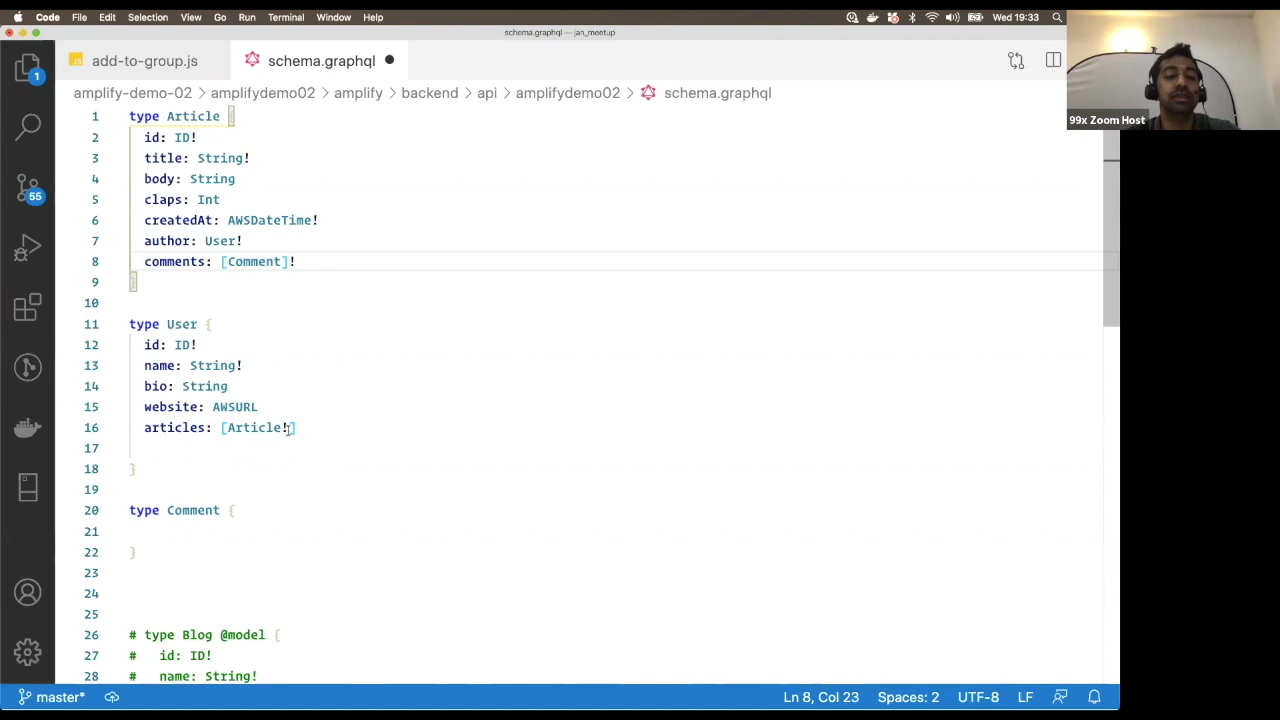 Code File Edit Selection View Go Run Terminal Window Help Wed 19:33
schema.graphql — jan_meetup
add-to-group.js schema.graphql
amplify-demo-02 > amplifydemo02 > amplify > backend > api > amplifydemo02 > schema.graphql
99x Zoom Host
1
55
1 type Article {
2 id: ID!
3 title: String!
4 body: String
5 claps: Int
6 createdAt: AWSDateTime!
7 author: User!
8 comments: [Comment]!
9 }
10
11 type User {
12 id: ID!
13 name: String!
14 bio: String
15 website: AWSURL
16 articles: [Article!]
17
18 }
19
20 type Comment {
21
22 }
23
24
25
26 # type Blog @model {
27 # id: ID!
28 # name: String!
master* Ln 8, Col 23 Spaces: 2 UTF-8 LF